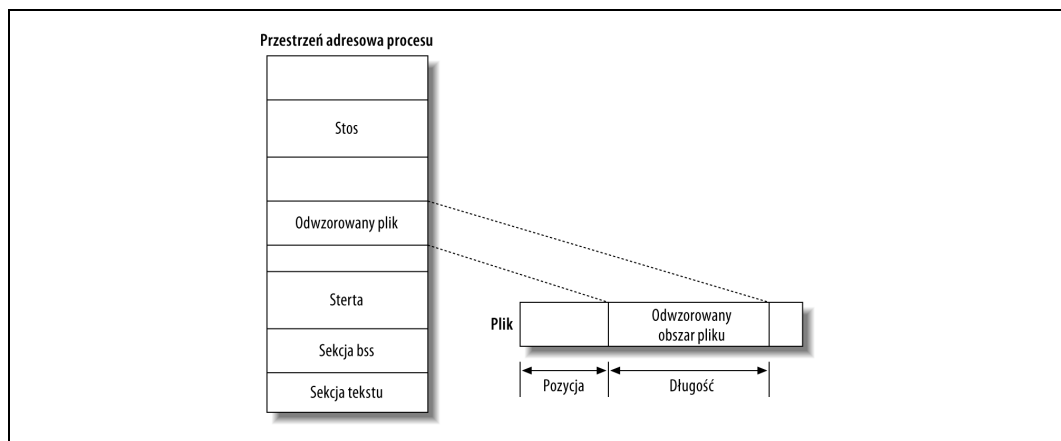 Przestrzeń adresowa procesu
Stos
Odwzorowany plik
Sterta
Sekcja bss
Sekcja tekstu
Plik
Odwzorowany
obszar pliku
Pozycja
Długość